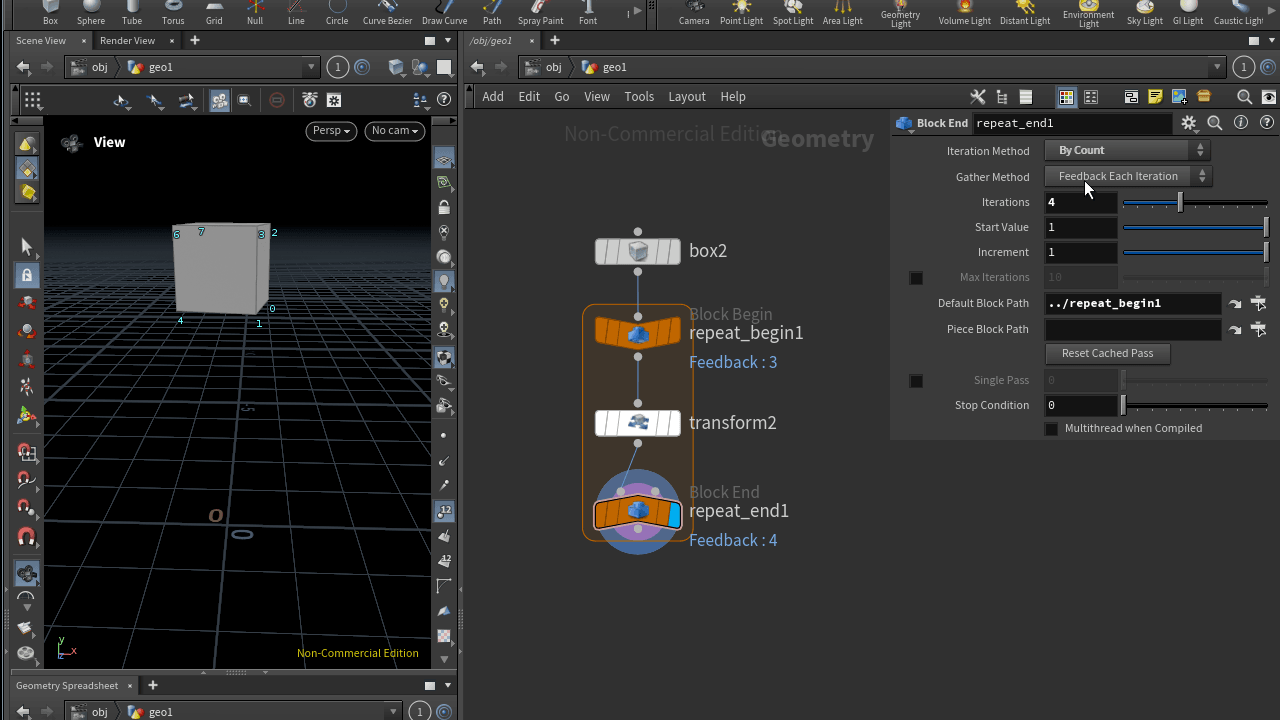 Box Sphere Tube Torus Grid Null Line Circle Curve Bezier Draw Curve Path Spray Paint Font Camera Point Light Spot Light Area Light Geometry Light Volume Light Distant Light Environment Light Sky Light GI Light Caustic Light
Scene View × Render View × +
/obj/geo1 × +
obj geo1 1
obj geo1 1
Add Edit Go View Tools Layout Help
View
Persp
No cam
6 7 3 2
4 1 0
5
0
0
12
12
y
x
z
Non-Commercial Edition
Non-Commercial Edition
Geometry
box2
Block Begin
repeat_begin1
Feedback : 3
transform2
Block End
repeat_end1
Feedback : 4
Block End repeat_end1
Iteration Method By Count
Gather Method Feedback Each Iteration
Iterations 4
Start Value 1
Increment 1
Max Iterations 10
Default Block Path ../repeat_begin1
Piece Block Path
Reset Cached Pass
Single Pass 0
Stop Condition 0
Multithread when Compiled
Geometry Spreadsheet × +
obj geo1 1